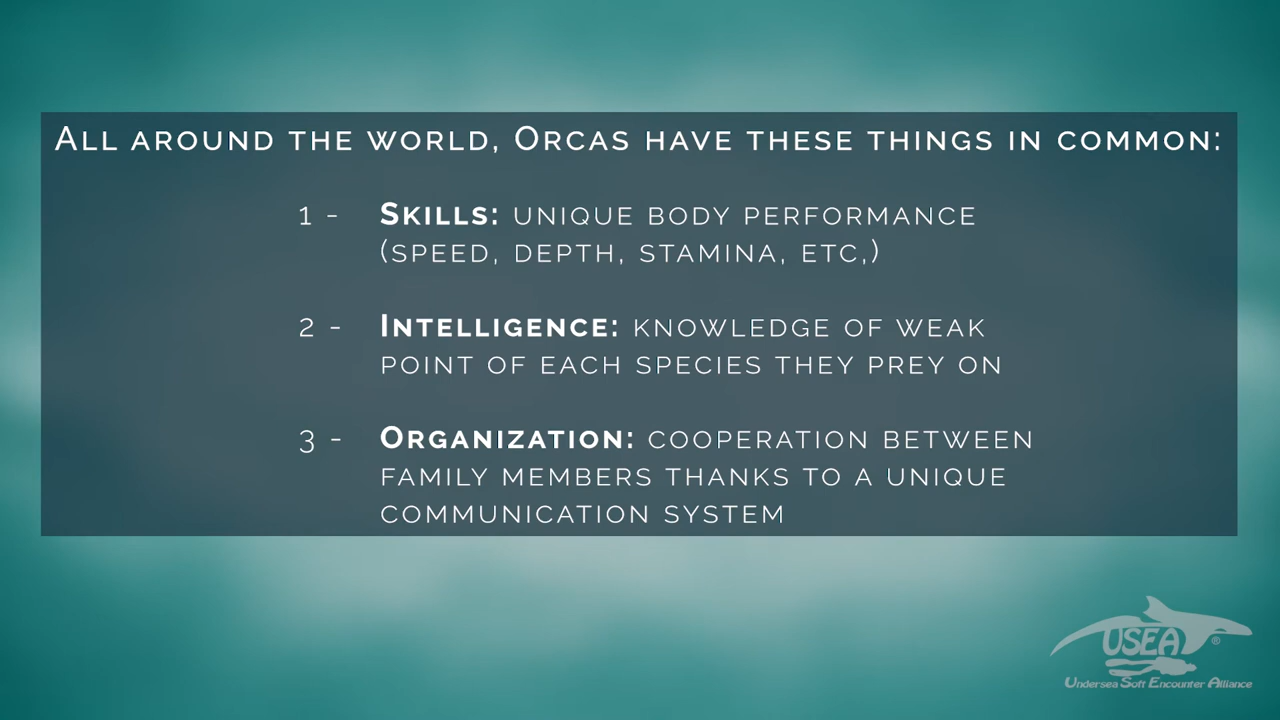 All around the world, Orcas have these things in common:
1 - Skills: unique body performance
(speed, depth, stamina, etc,)
2 - Intelligence: knowledge of weak
point of each species they prey on
3 - Organization: cooperation between
family members thanks to a unique
communication system
USEA®
Undersea Soft Encounter Alliance